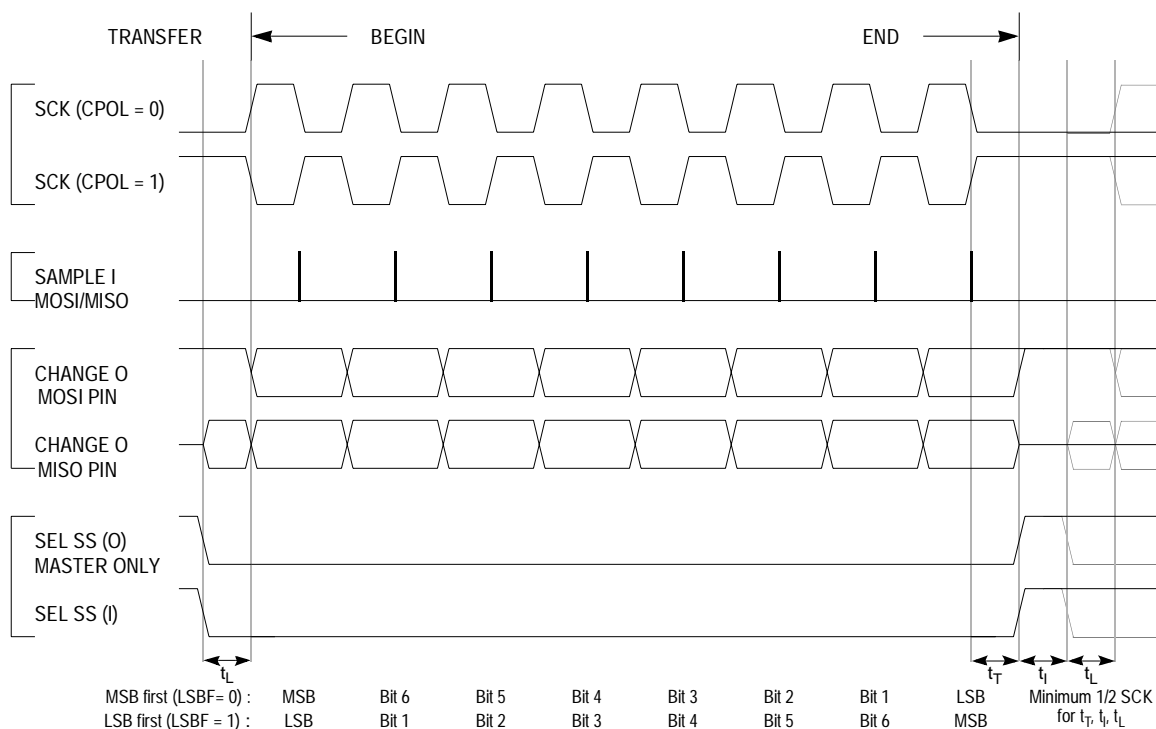 TRANSFER BEGIN END
SCK (CPOL = 0)
SCK (CPOL = 1)
SAMPLE I
MOSI/MISO
CHANGE O
MOSI PIN
CHANGE O
MISO PIN
SEL SS (O)
MASTER ONLY
SEL SS (I)
tL tT tI tL
MSB first (LSBF= 0) : MSB Bit 6 Bit 5 Bit 4 Bit 3 Bit 2 Bit 1 LSB Minimum 1/2 SCK
LSB first (LSBF = 1) : LSB Bit 1 Bit 2 Bit 3 Bit 4 Bit 5 Bit 6 MSB for tT, tl, tL